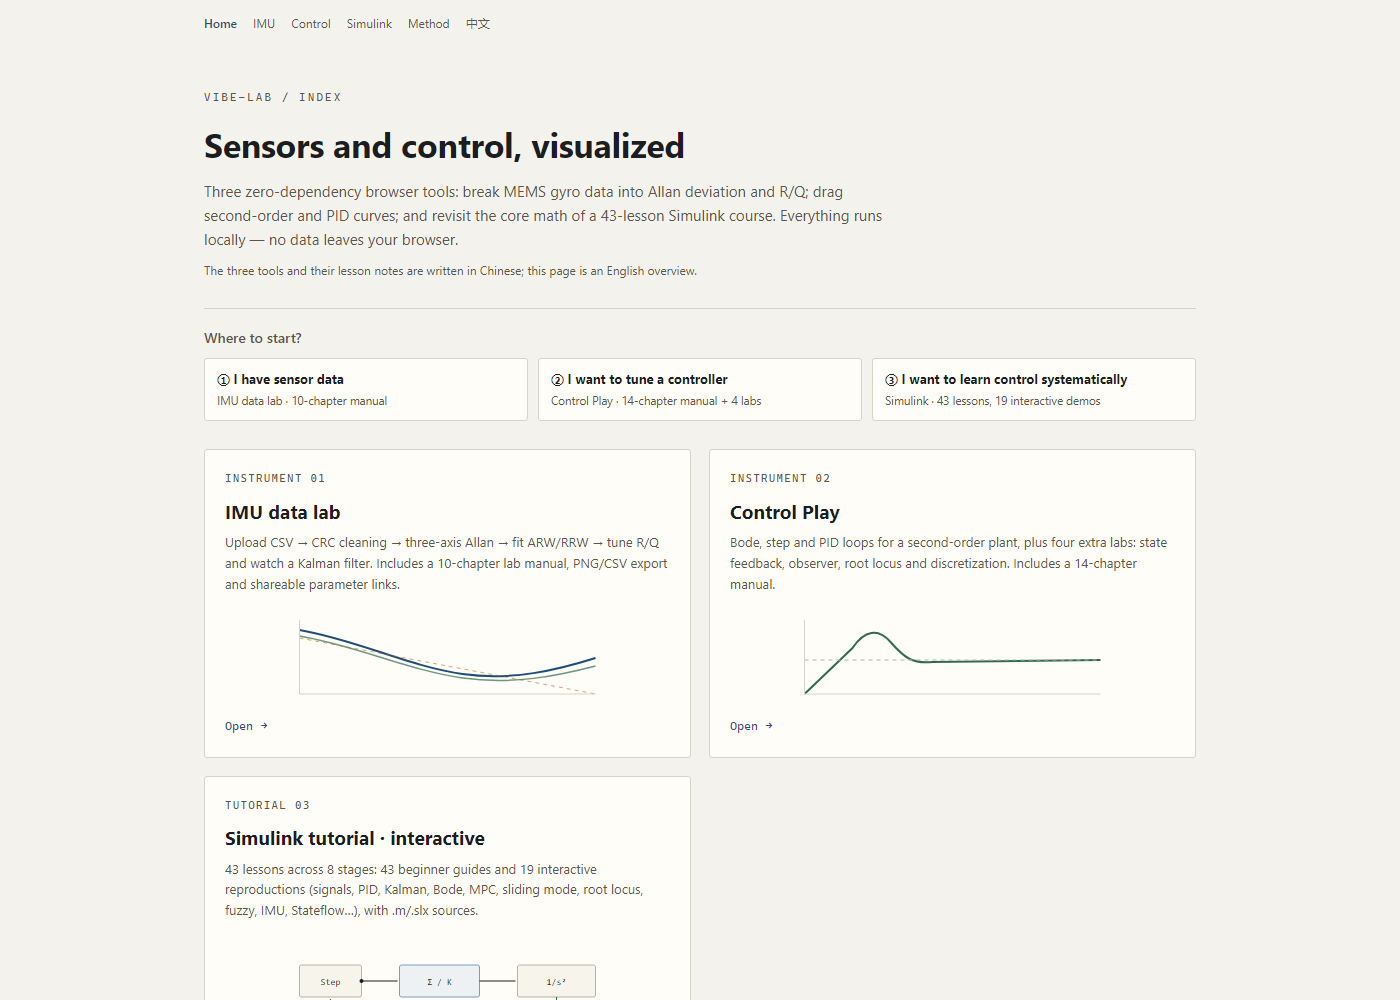 Home IMU Control Simulink Method 中文
VIBE-LAB / INDEX
Sensors and control, visualized
Three zero-dependency browser tools: break MEMS gyro data into Allan deviation and R/Q; drag
second-order and PID curves; and revisit the core math of a 43-lesson Simulink course. Everything runs
locally — no data leaves your browser.
The three tools and their lesson notes are written in Chinese; this page is an English overview.
Where to start?
① I have sensor data
IMU data lab · 10-chapter manual
② I want to tune a controller
Control Play · 14-chapter manual + 4 labs
③ I want to learn control systematically
Simulink · 43 lessons, 19 interactive demos
INSTRUMENT 01
IMU data lab
Upload CSV → CRC cleaning → three-axis Allan → fit ARW/RRW → tune R/Q
and watch a Kalman filter. Includes a 10-chapter lab manual, PNG/CSV export
and shareable parameter links.
Open →
INSTRUMENT 02
Control Play
Bode, step and PID loops for a second-order plant, plus four extra labs: state
feedback, observer, root locus and discretization. Includes a 14-chapter
manual.
Open →
TUTORIAL 03
Simulink tutorial · interactive
43 lessons across 8 stages: 43 beginner guides and 19 interactive
reproductions (signals, PID, Kalman, Bode, MPC, sliding mode, root locus,
fuzzy, IMU, Stateflow…), with .m/.slx sources.
Step Σ / K 1/s²